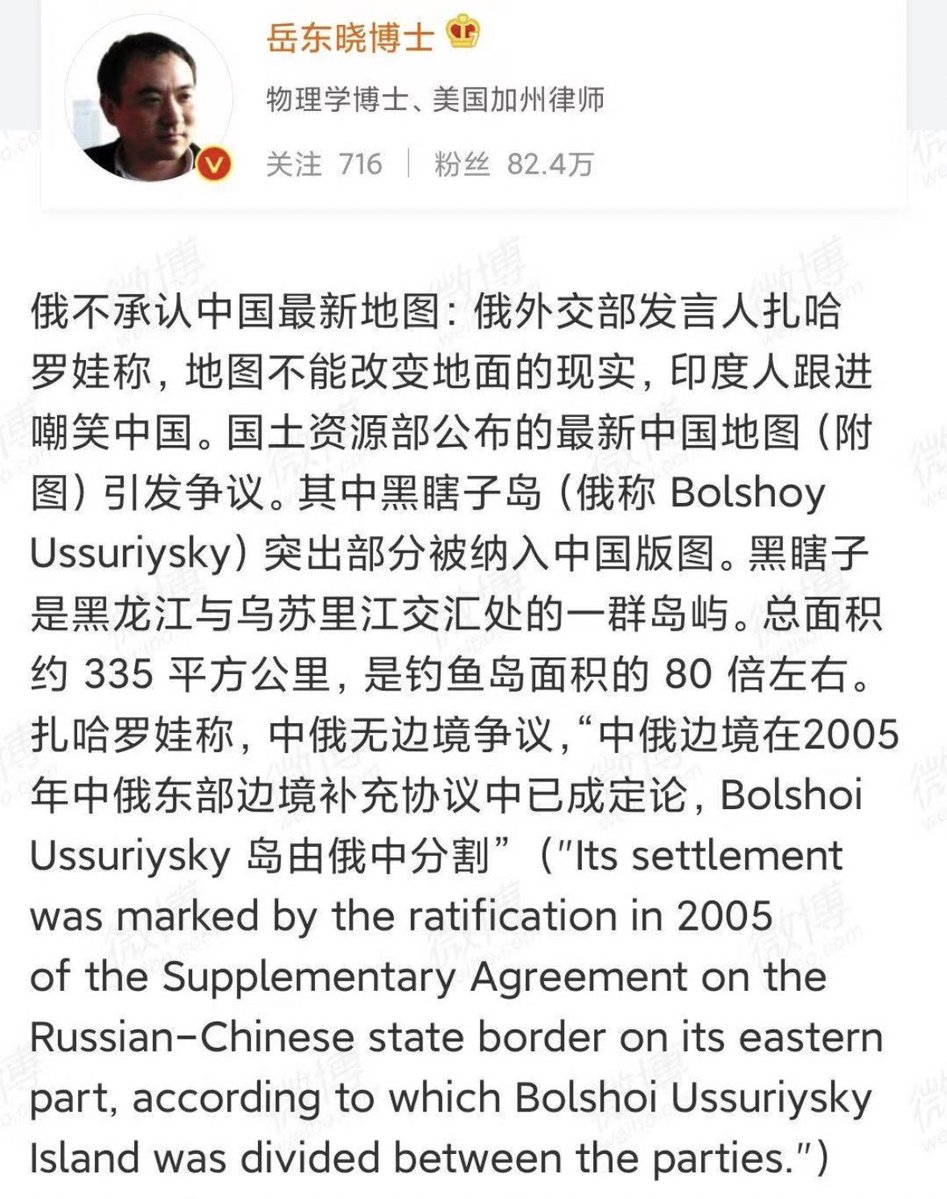 岳东晓博士
物理学博士、美国加州律师
关注 716 | 粉丝 82.4万
俄不承认中国最新地图：俄外交部发言人扎哈
罗娃称，地图不能改变地面的现实，印度人跟进
嘲笑中国。国土资源部公布的最新中国地图（附
图）引发争议。其中黑瞎子岛（俄称 Bolshoy
Ussuriysky）突出部分被纳入中国版图。黑瞎子
是黑龙江与乌苏里江交汇处的一群岛屿。总面积
约 335 平方公里，是钓鱼岛面积的 80 倍左右。
扎哈罗娃称，中俄无边境争议，“中俄边境在2005
年中俄东部边境补充协议中已成定论，Bolshoi
Ussuriysky 岛由俄中分割”（"Its settlement
was marked by the ratification in 2005
of the Supplementary Agreement on the
Russian-Chinese state border on its eastern
part, according to which Bolshoi Ussuriysky
Island was divided between the parties."）